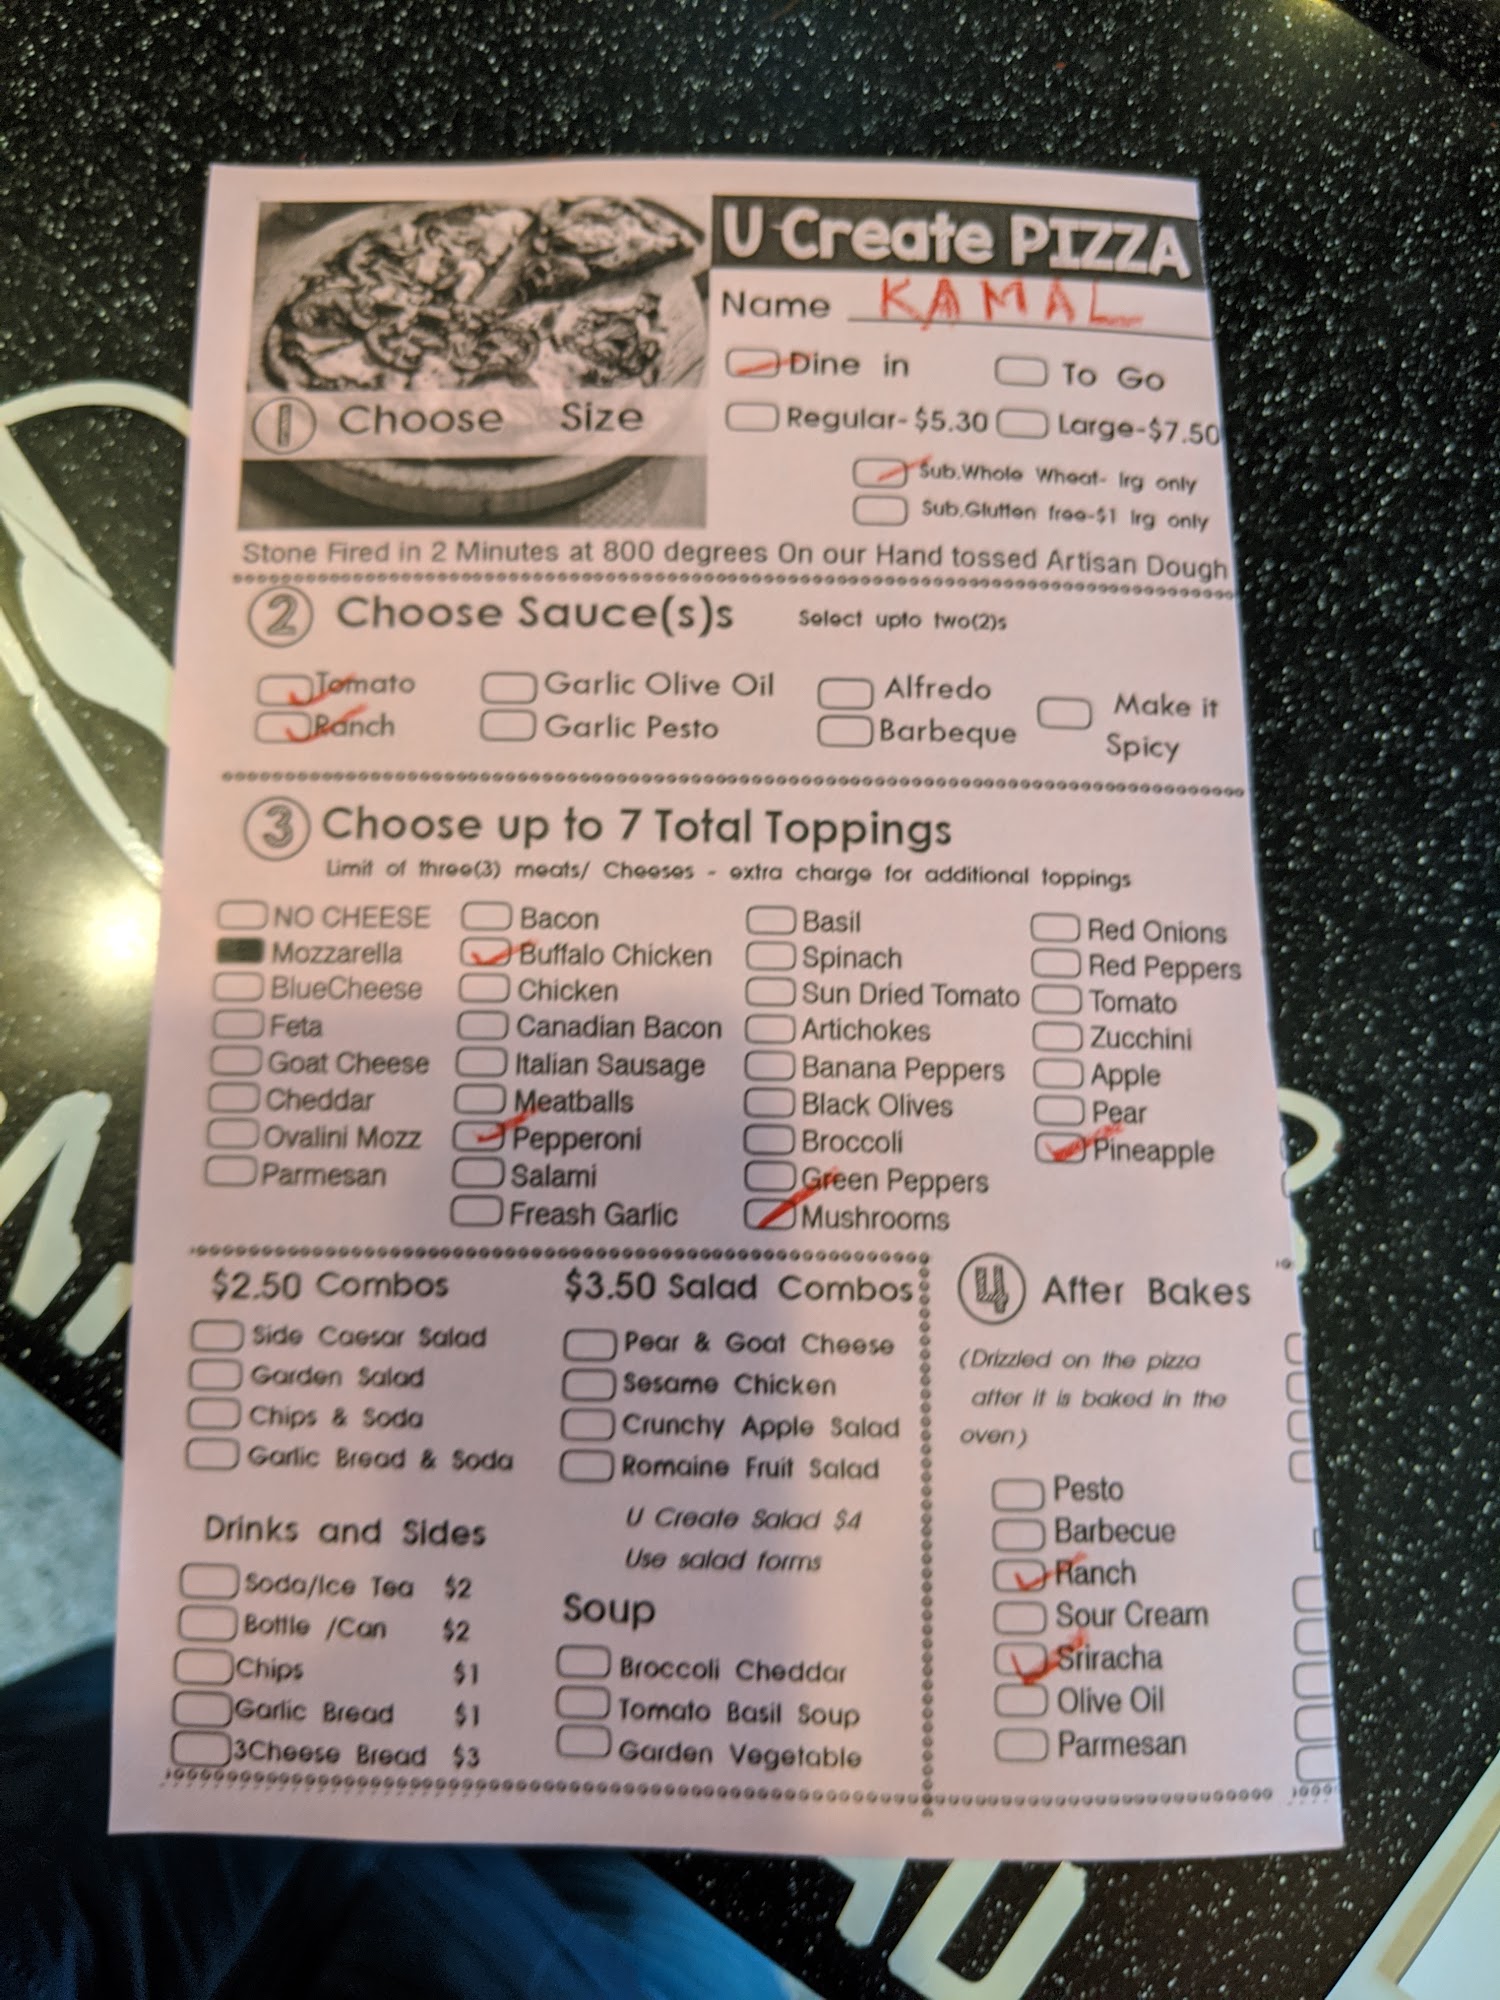 U Create PIZZA
Name KAMAL
Dine in To Go
1 Choose Size
Regular-$5.30 Large-$7.50
Sub.Whole Wheat- lrg only
Sub.Glutten free-$1 lrg only
Stone Fired in 2 Minutes at 800 degrees On our Hand tossed Artisan Dough
2 Choose Sauce(s)s Select upto two(2)s
Tomato Garlic Olive Oil Alfredo Make it
Ranch Garlic Pesto Barbeque Spicy
3 Choose up to 7 Total Toppings
Limit of three(3) meats/ Cheeses - extra charge for additional toppings
NO CHEESE Bacon Basil Red Onions
Mozzarella Buffalo Chicken Spinach Red Peppers
BlueCheese Chicken Sun Dried Tomato Tomato
Feta Canadian Bacon Artichokes Zucchini
Goat Cheese Italian Sausage Banana Peppers Apple
Cheddar Meatballs Black Olives Pear
Ovalini Mozz Pepperoni Broccoli Pineapple
Parmesan Salami Green Peppers
Freash Garlic Mushrooms
$2.50 Combos
Side Caesar Salad
Garden Salad
Chips & Soda
Garlic Bread & Soda
Drinks and Sides
Soda/Ice Tea $2
Bottle /Can $2
Chips $1
Garlic Bread $1
3Cheese Bread $3
$3.50 Salad Combos
Pear & Goat Cheese
Sesame Chicken
Crunchy Apple Salad
Romaine Fruit Salad
U Create Salad $4
Use salad forms
Soup
Broccoli Cheddar
Tomato Basil Soup
Garden Vegetable
4 After Bakes
(Drizzled on the pizza
after it is baked in the
oven)
Pesto
Barbecue
Ranch
Sour Cream
Sriracha
Olive Oil
Parmesan